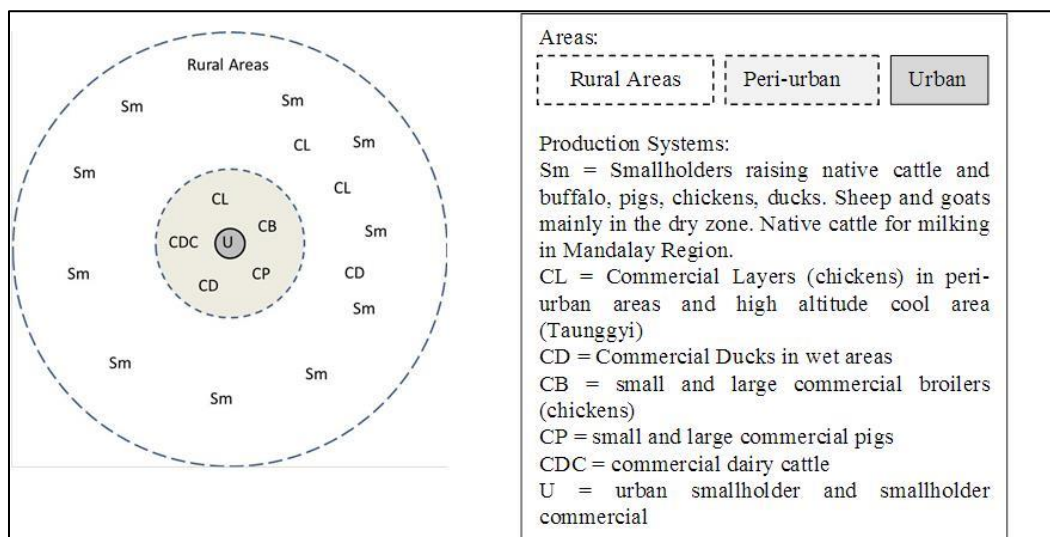 Rural Areas
Sm
Sm
CL
Sm
Sm
CL
CL
CB
Sm
CDC
U
Sm
CD
CP
CD
Sm
Sm
Sm
Sm
Areas:
Rural Areas
Peri-urban
Urban
Production Systems:
Sm = Smallholders raising native cattle and
buffalo, pigs, chickens, ducks. Sheep and goats
mainly in the dry zone. Native cattle for milking
in Mandalay Region.
CL = Commercial Layers (chickens) in peri-
urban areas and high altitude cool area
(Taunggyi)
CD = Commercial Ducks in wet areas
CB = small and large commercial broilers
(chickens)
CP = small and large commercial pigs
CDC = commercial dairy cattle
U = urban smallholder and smallholder
commercial